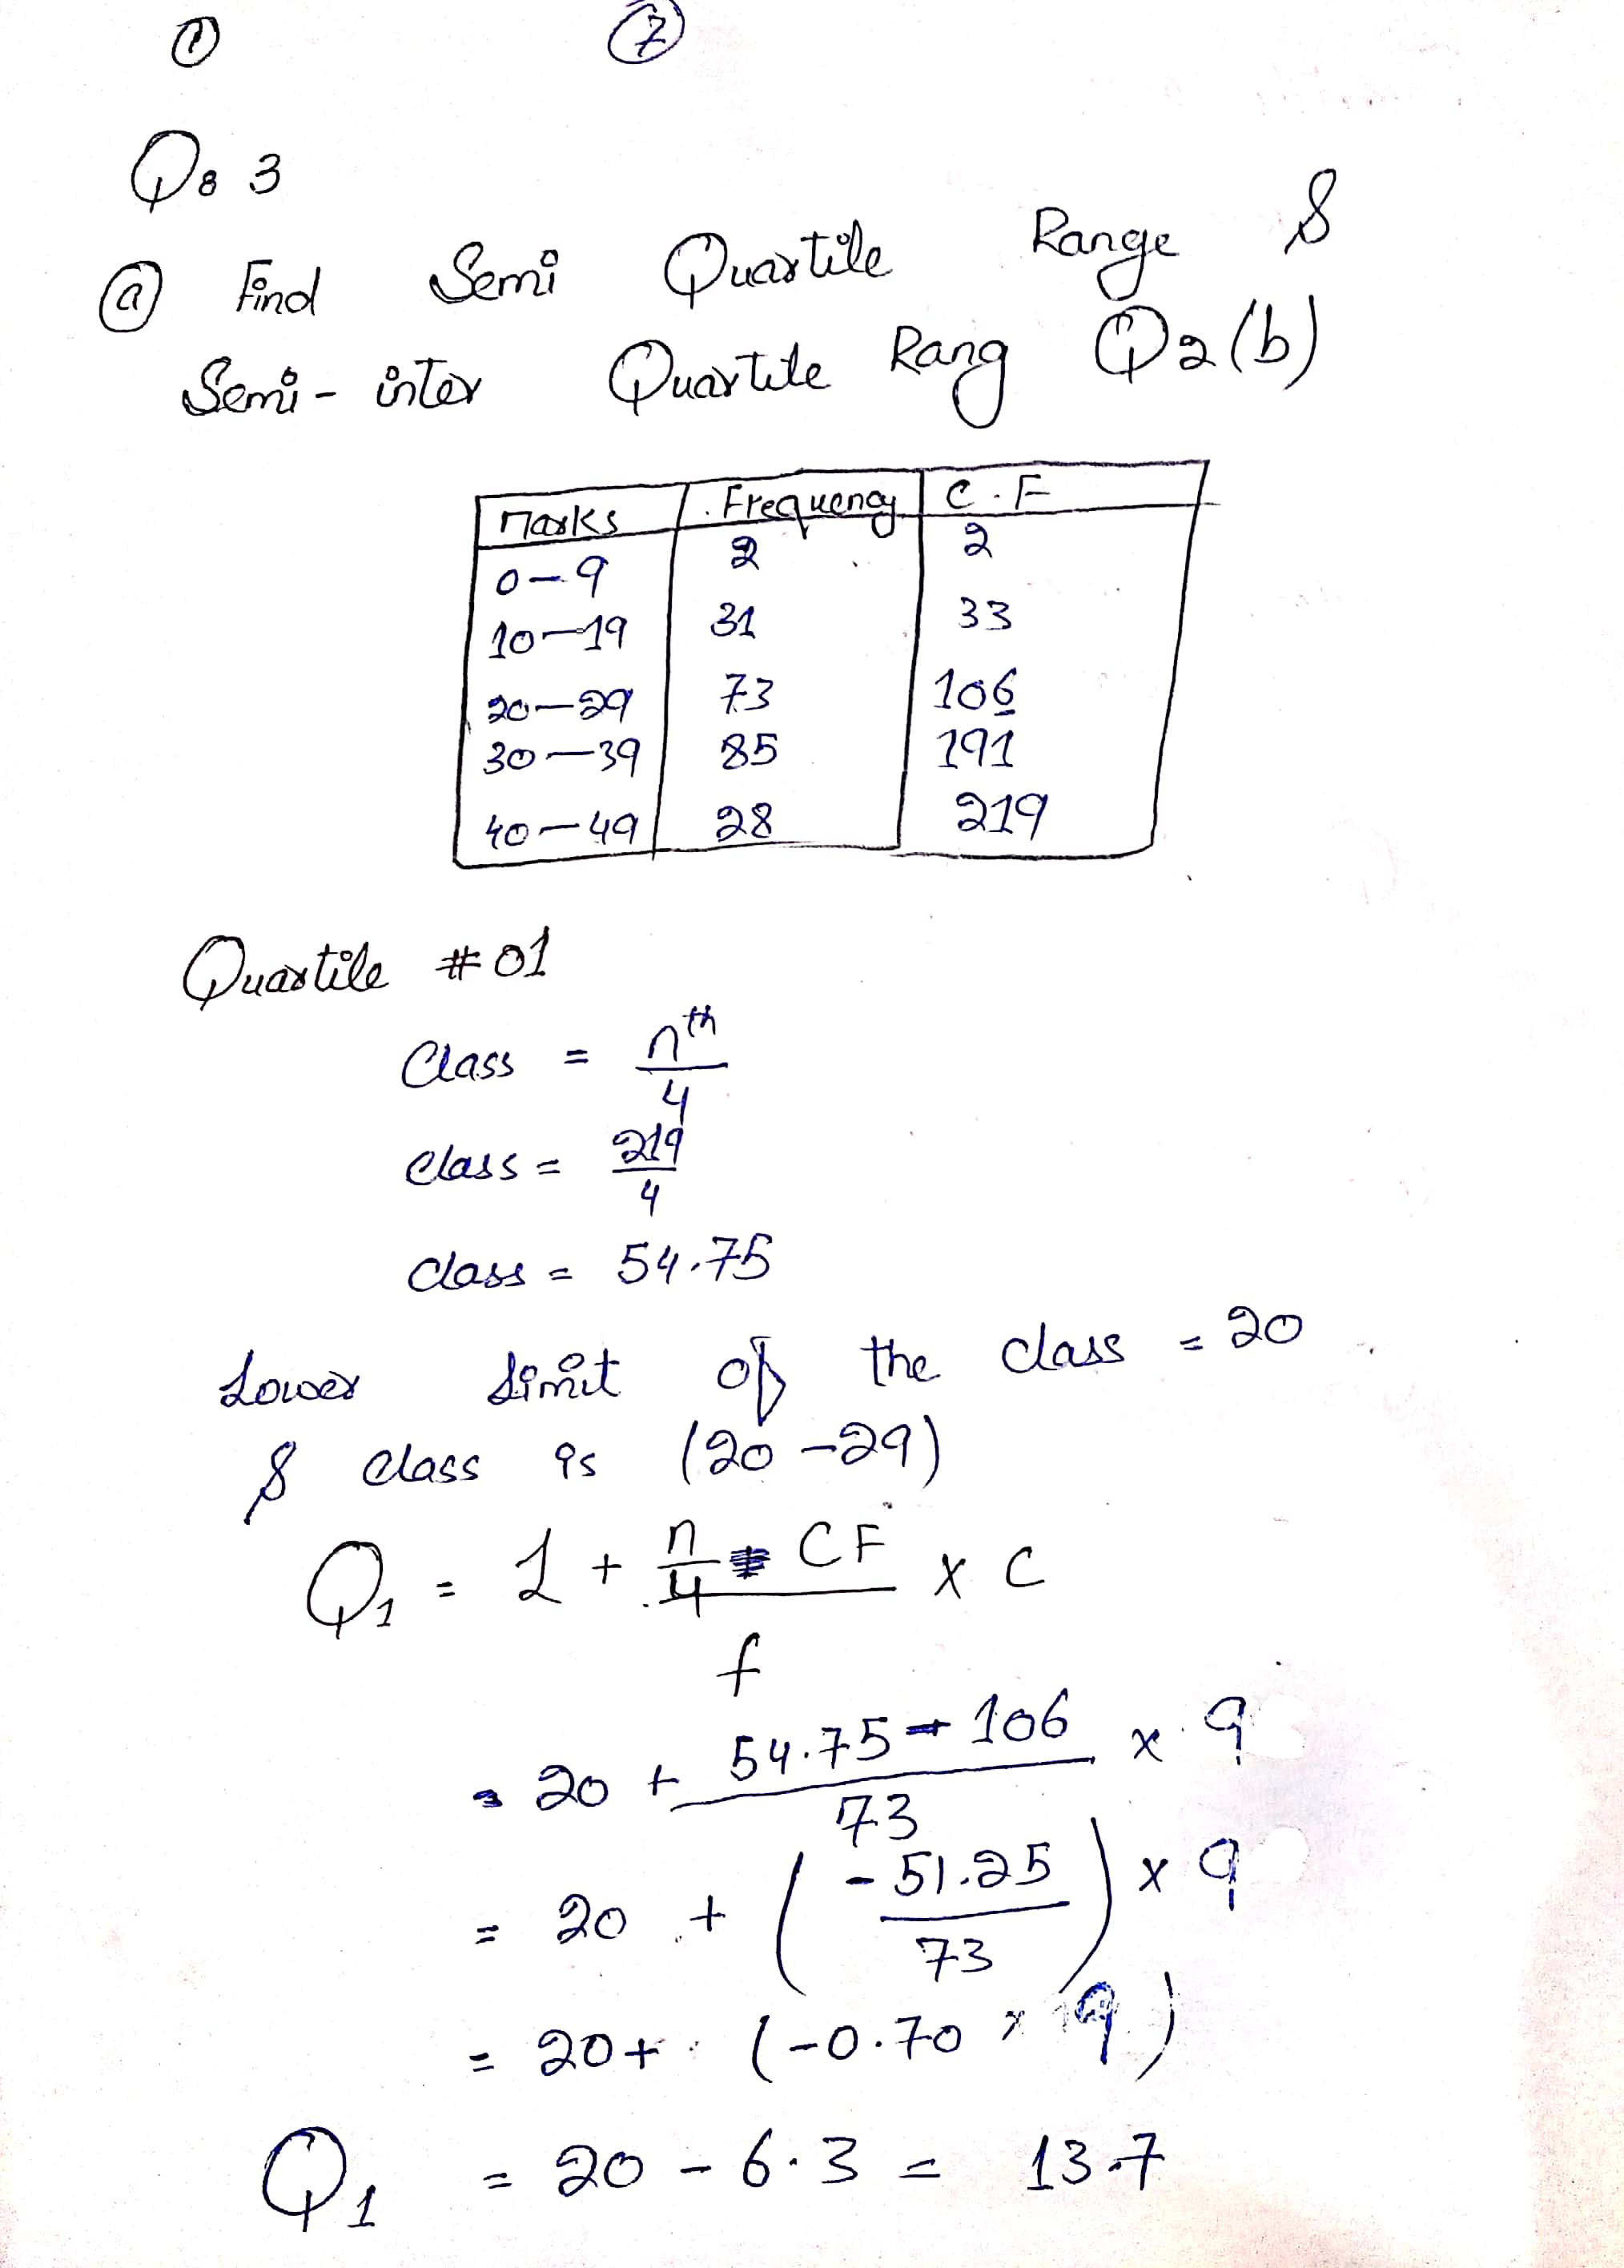 ① ⑦
Q: 3
ⓐ Find Semi Quartile Range &
Semi-inter Quartile Rang Q2(b)
Marks Frequency C.F
0-9 2 2
10-19 31 33
20-29 73 106
30-39 85 191
40-49 28 219
Quartile #01
Class = nth/4
Class = 219/4
Class = 54.75
Lower Limit of the class = 20
& Class is (20-29)
Q1 = L + n/4 - CF / f x C
= 20 + 54.75 - 106 / 73 x 9
= 20 + (-51.25 / 73) x 9
= 20 + (-0.70 x 9)
Q1 = 20 - 6.3 = 13.7